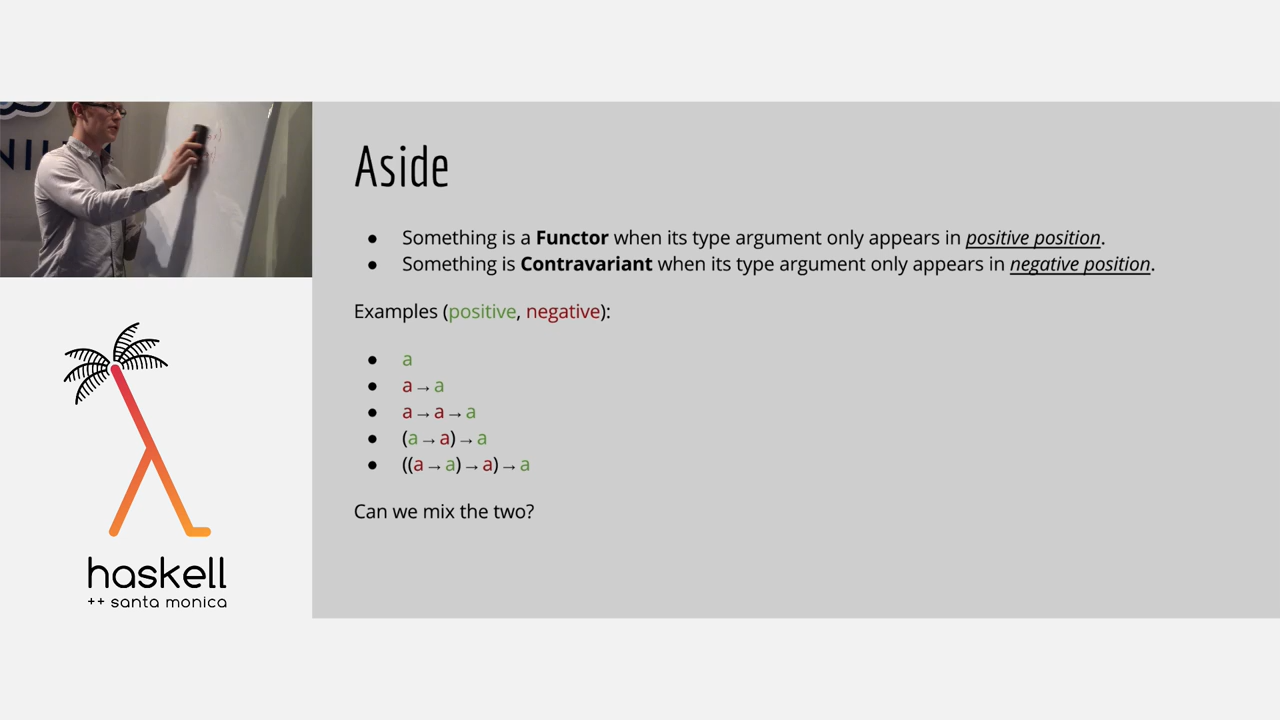 Aside
● Something is a Functor when its type argument only appears in positive position.
● Something is Contravariant when its type argument only appears in negative position.
Examples (positive, negative):
● a
● a → a
● a → a → a
● (a → a) → a
● ((a → a) → a) → a
Can we mix the two?
haskell
++ santa monica